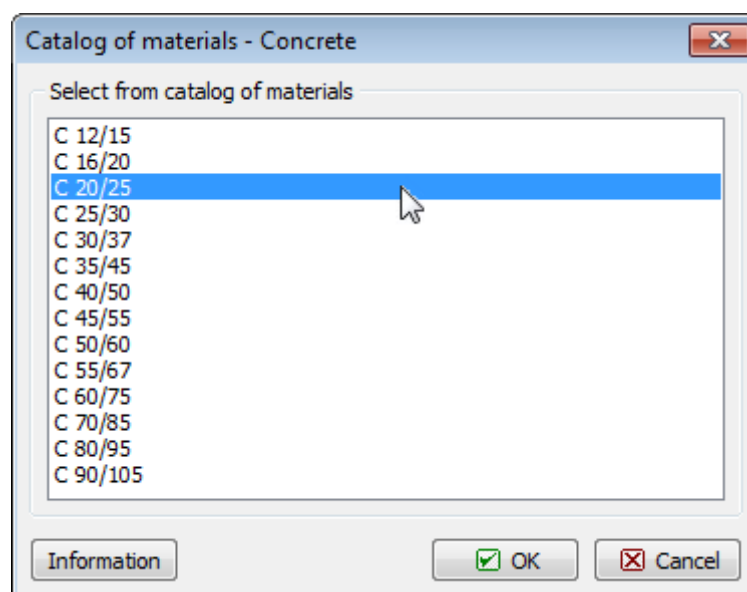 Catalog of materials - Concrete
Select from catalog of materials
C 12/15
C 16/20
C 20/25
C 25/30
C 30/37
C 35/45
C 40/50
C 45/55
C 50/60
C 55/67
C 60/75
C 70/85
C 80/95
C 90/105
Information OK Cancel